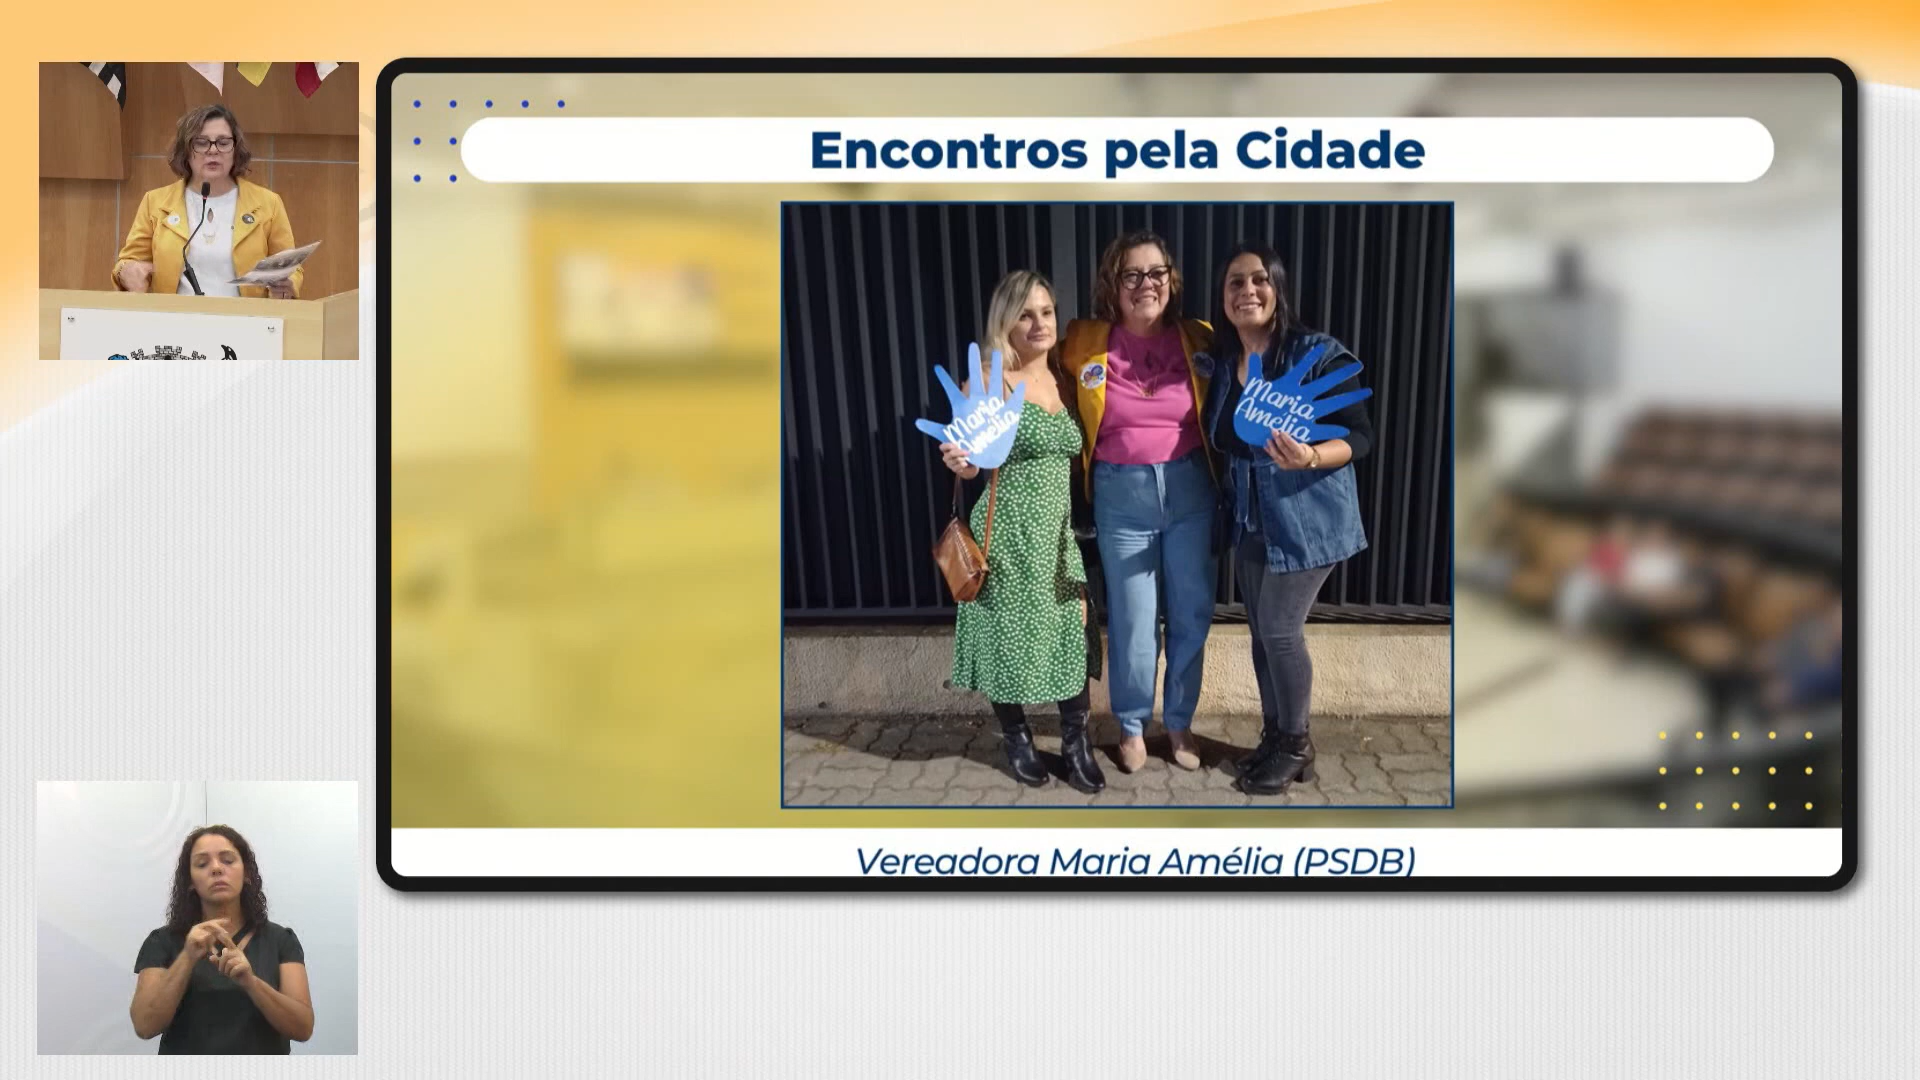 Encontros pela Cidade
Maria
Amélia
Maria
Amélia
Vereadora Maria Amélia (PSDB)